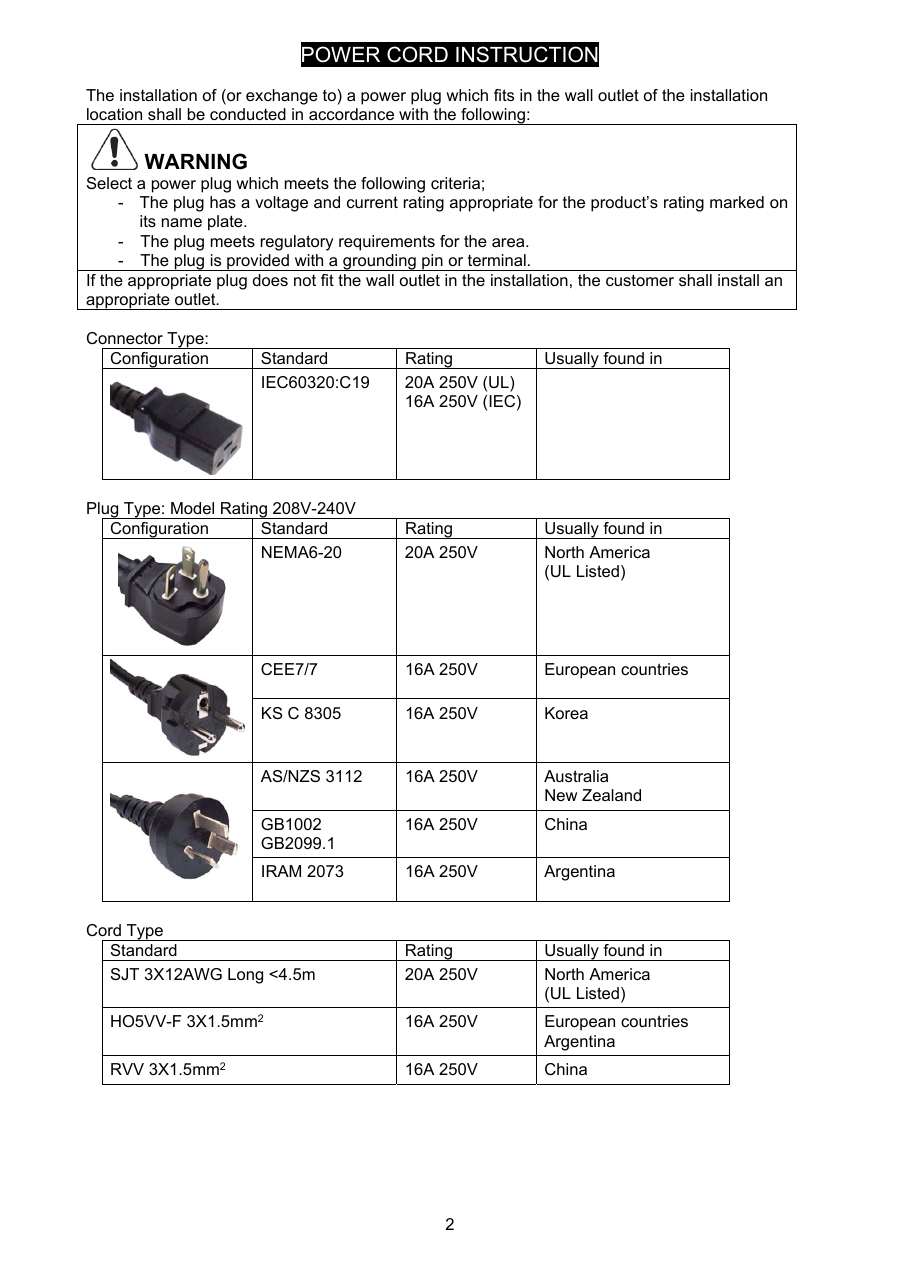 POWER CORD INSTRUCTION
The installation of (or exchange to) a power plug which fits in the wall outlet of the installation
location shall be conducted in accordance with the following:
WARNING
Select a power plug which meets the following criteria;
- The plug has a voltage and current rating appropriate for the product’s rating marked on
its name plate.
- The plug meets regulatory requirements for the area.
- The plug is provided with a grounding pin or terminal.
If the appropriate plug does not fit the wall outlet in the installation, the customer shall install an
appropriate outlet.
Connector Type:
Configuration Standard Rating Usually found in
IEC60320:C19 20A 250V (UL)
16A 250V (IEC)
Plug Type: Model Rating 208V-240V
Configuration Standard Rating Usually found in
NEMA6-20 20A 250V North America
(UL Listed)
CEE7/7 16A 250V European countries
KS C 8305 16A 250V Korea
AS/NZS 3112 16A 250V Australia
New Zealand
GB1002 16A 250V China
GB2099.1
IRAM 2073 16A 250V Argentina
Cord Type
Standard Rating Usually found in
SJT 3X12AWG Long <4.5m 20A 250V North America
(UL Listed)
HO5VV-F 3X1.5mm² 16A 250V European countries
Argentina
RVV 3X1.5mm² 16A 250V China
2